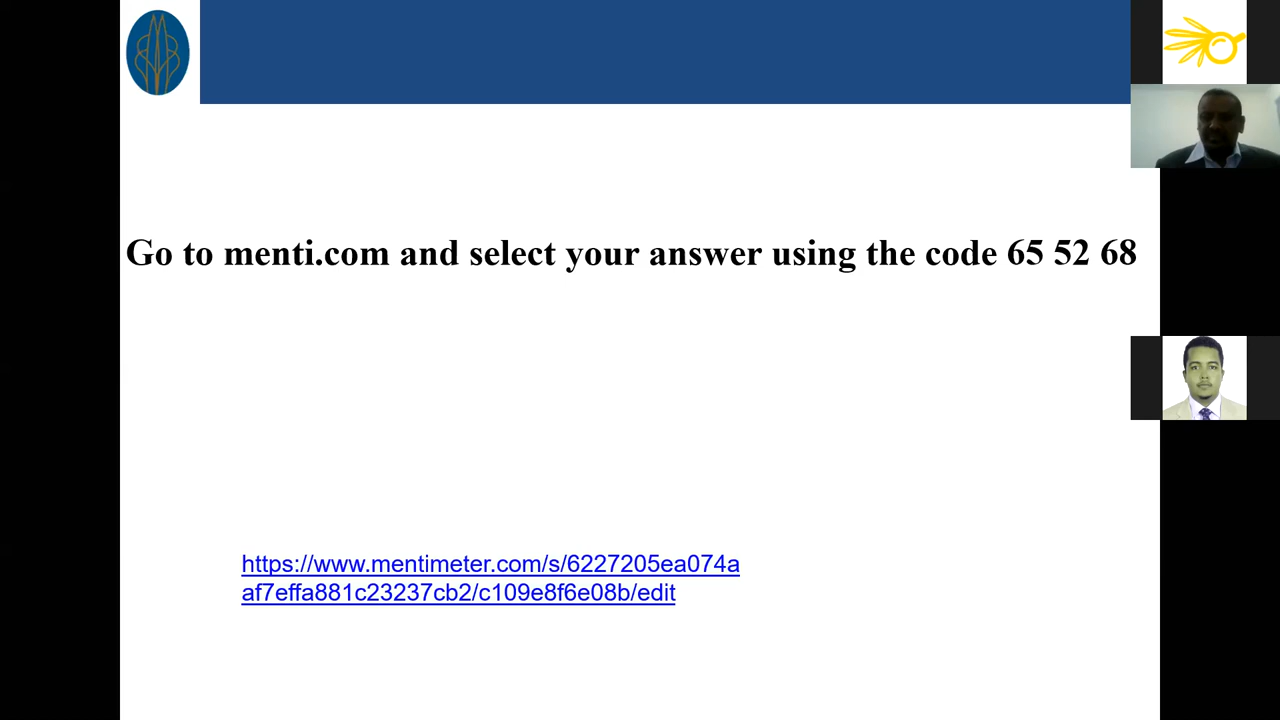 Go to menti.com and select your answer using the code 65 52 68
https://www.mentimeter.com/s/6227205ea074a
af7effa881c23237cb2/c109e8f6e08b/edit